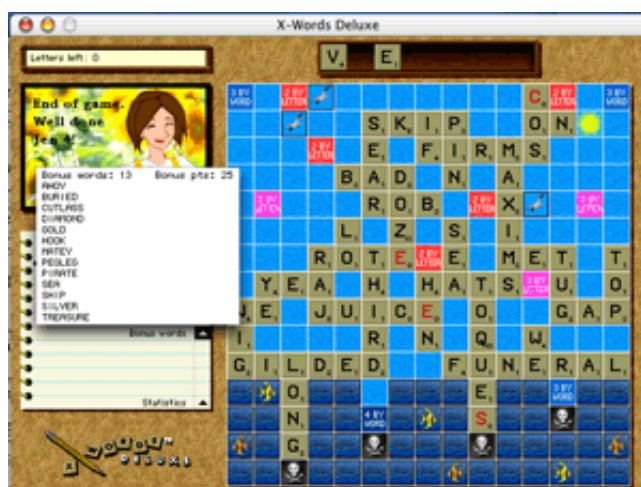 X-Words Deluxe
Letters left: 0
V E
End of game.
Well done
Jen
Bonus words: 13 Bonus pts: 25
AHOY
BURIED
CUTLASS
DIAMOND
GOLD
HOOK
MATEY
PEGLEG
PIRATE
SEA
SHIP
SILVER
TREASURE
Bonus words
Statistics
X WORDS
DELUXE
3 BY WORD 2 BY LETTER C 2 BY LETTER 3 BY WORD
S K I P O N
2 BY LETTER E F I R M S
B A D N A
3 BY LETTER R O B 2 BY LETTER X 3 BY LETTER
L Z S I
R O T E 2 BY LETTER E M E T T
Y E A H H A T S 3 BY LETTER U O
E J U I C E O G A P
I R N Q W
G I L D E D F U N E R A L
O E 3 BY WORD
N 4 BY WORD S
G